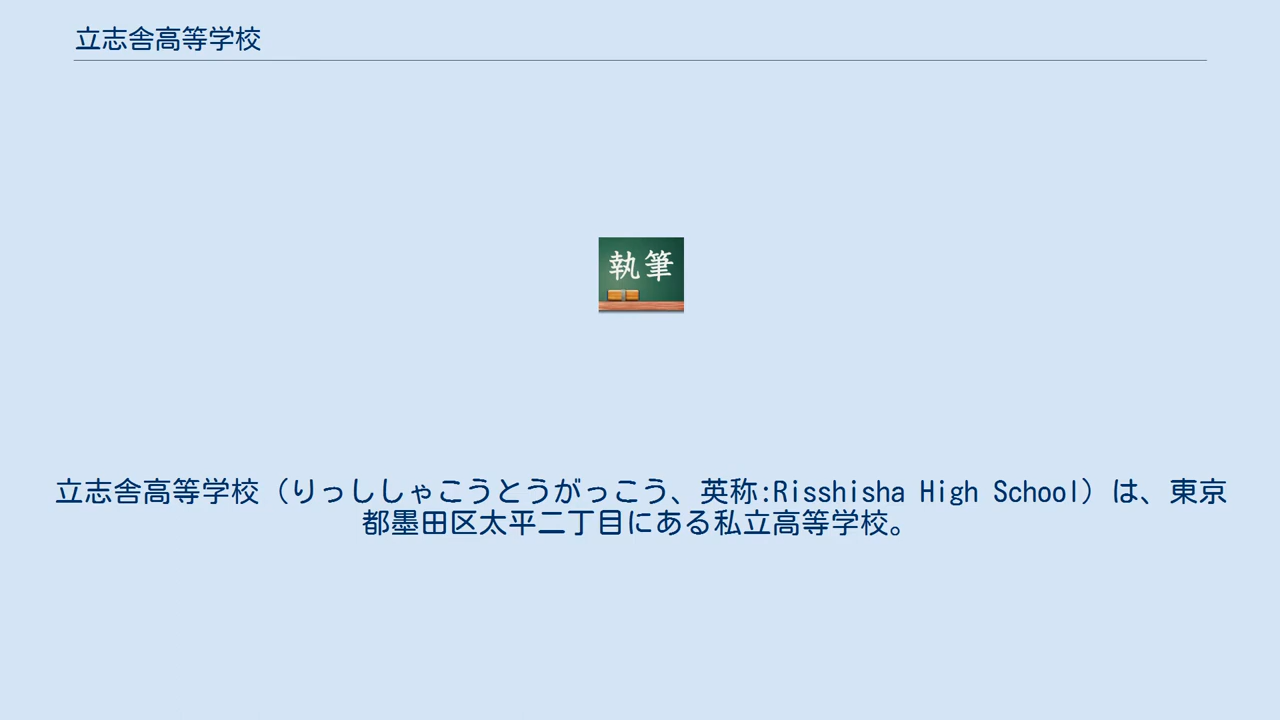 立志舎高等学校
執筆
立志舎高等学校（りっししゃこうとうがっこう、英称:Risshisha High School）は、東京
都墨田区太平二丁目にある私立高等学校。